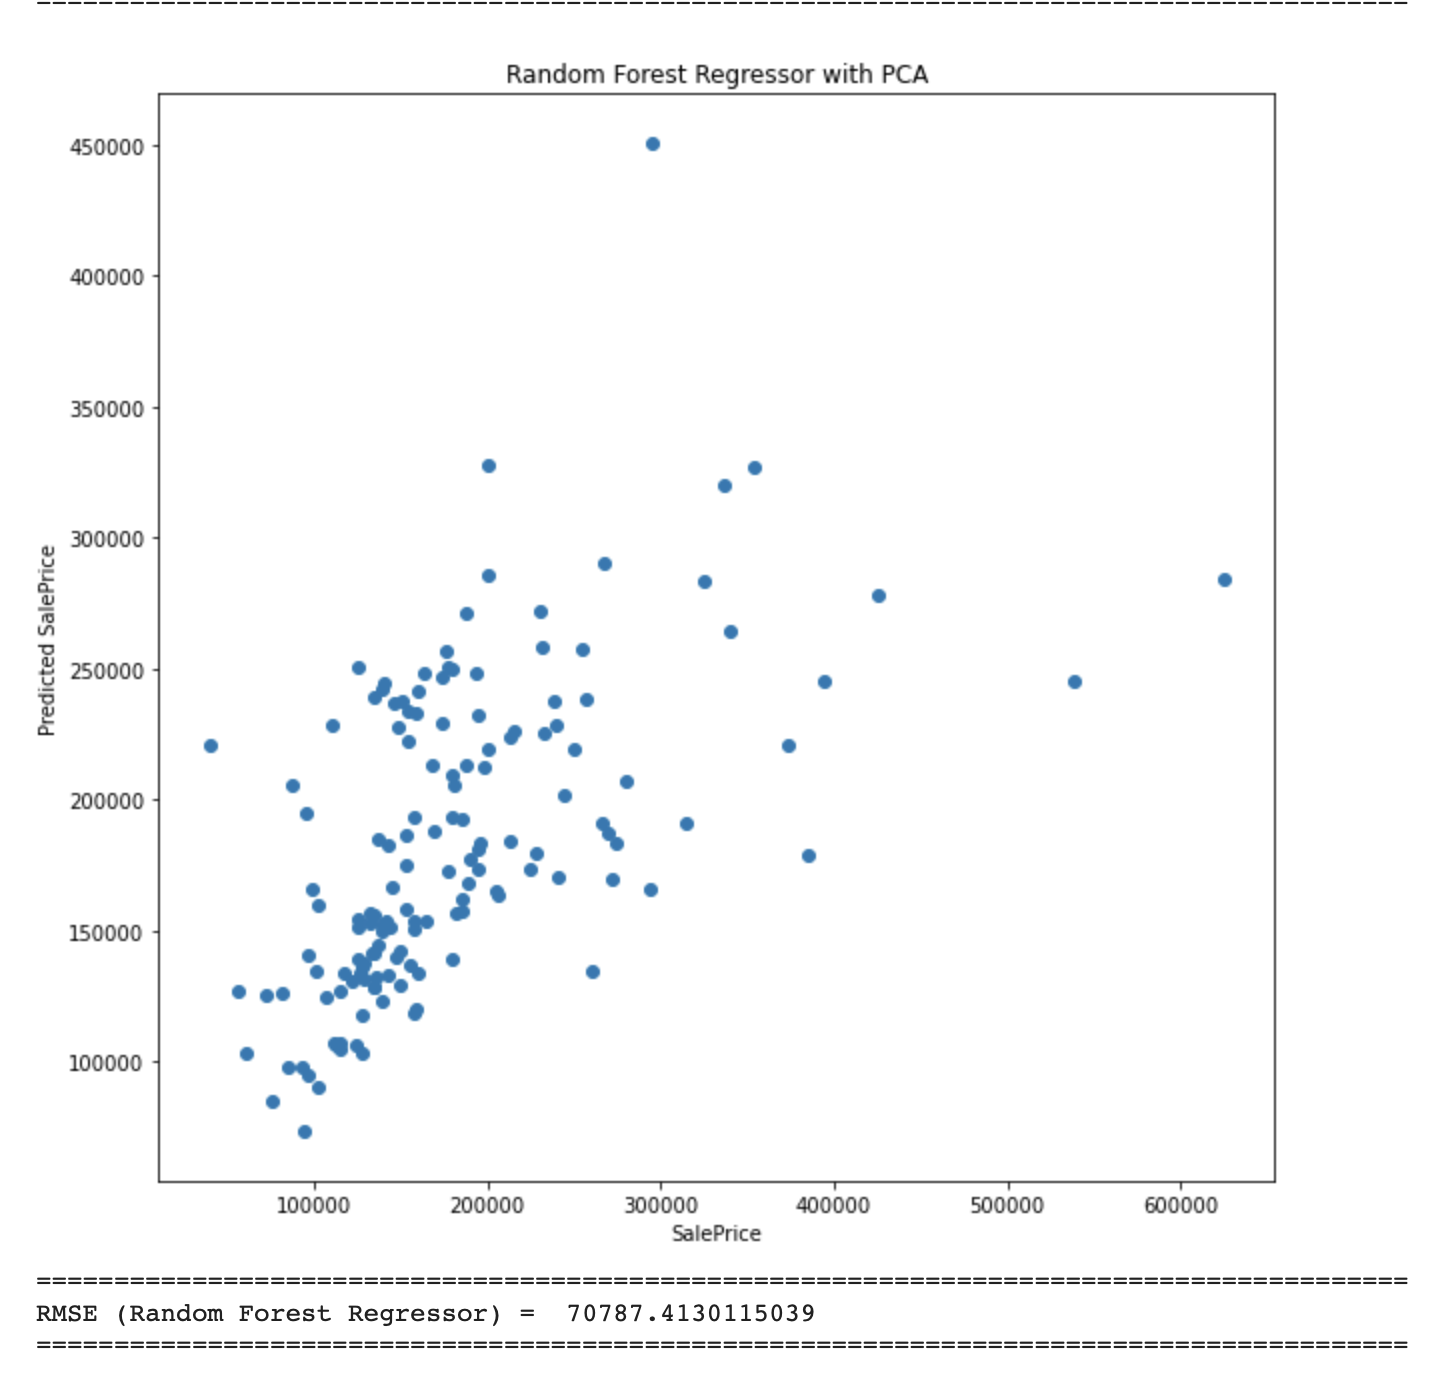 Random Forest Regressor with PCA
450000
400000
350000
300000
250000
200000
150000
100000
Predicted SalePrice
100000 200000 300000 400000 500000 600000
SalePrice
================================================================================
RMSE (Random Forest Regressor) =  70787.4130115039
================================================================================